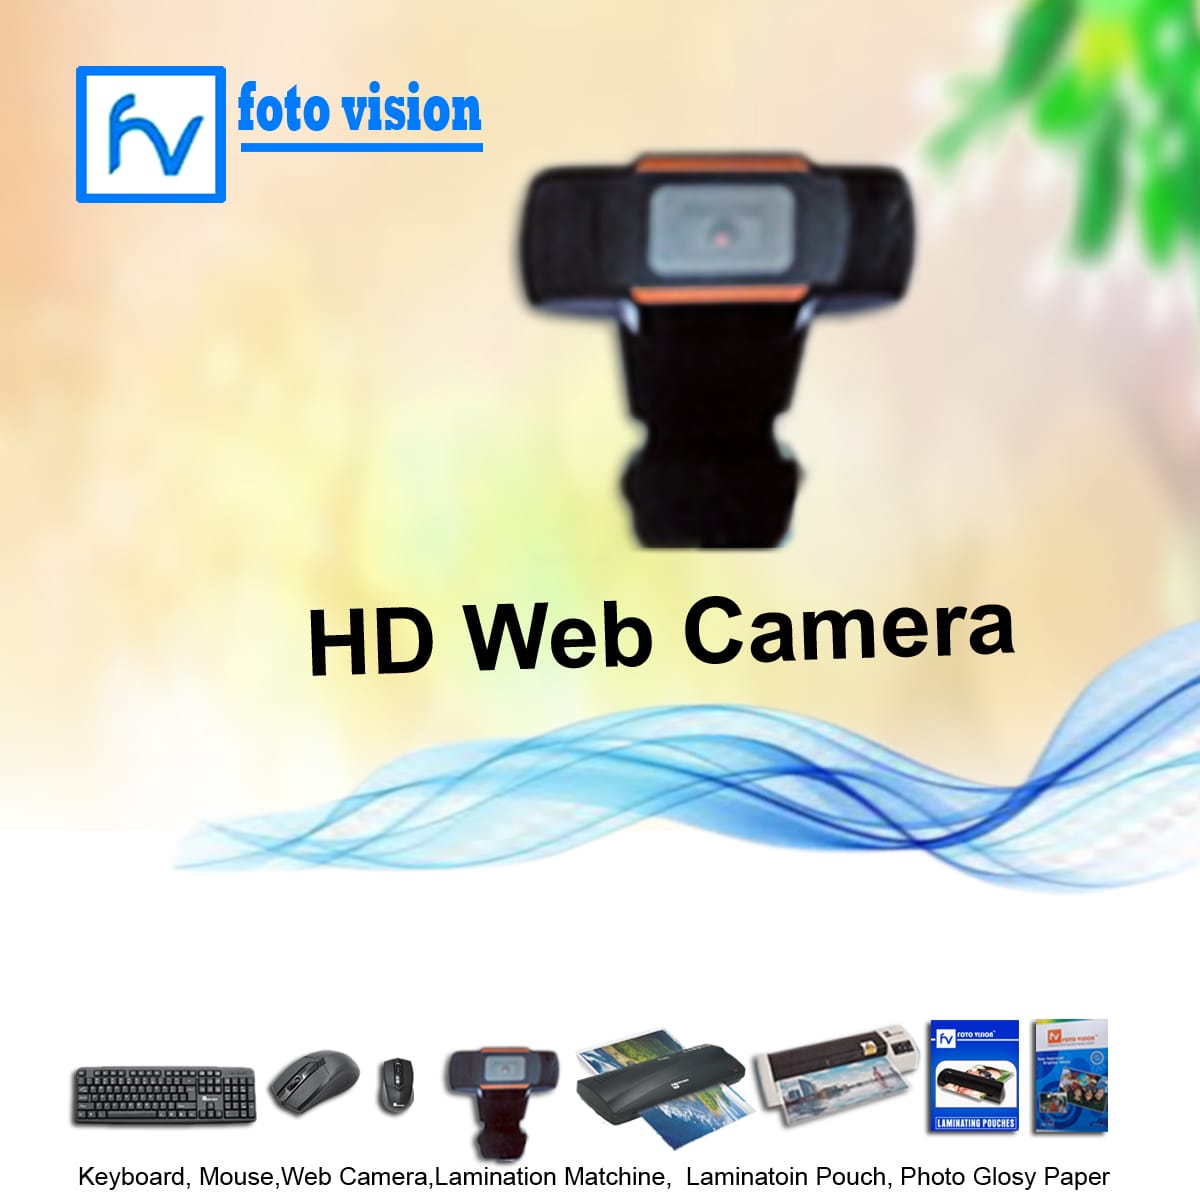 fv foto vision
HD Web Camera
fv FOTO VISION
LAMINATING POUCHES
FOTO VISION
Keyboard, Mouse,Web Camera,Lamination Matchine, Laminatoin Pouch, Photo Glosy Paper